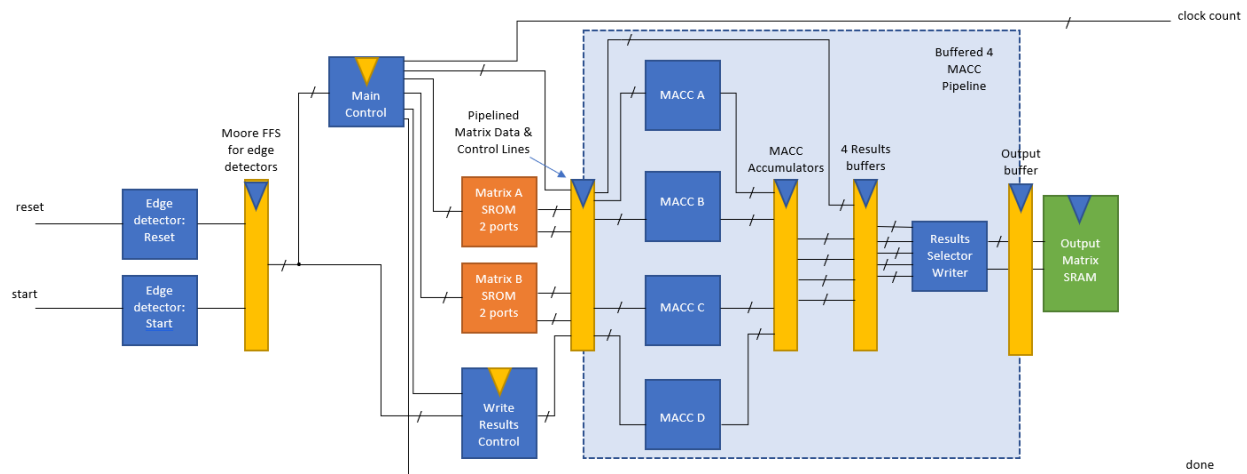 clock count
Buffered 4
MACC
Pipeline
Main
Control
MACC A
Pipelined
Matrix Data &
Control Lines
Moore FFS
for edge
detectors
MACC
Accumulators
4 Results
buffers
Output
buffer
reset
Edge
detector:
Reset
Matrix A
SROM
2 ports
MACC B
Results
Selector
Writer
Output
Matrix
SRAM
start
Edge
detector:
Start
Matrix B
SROM
2 ports
MACC C
Write
Results
Control
MACC D
done